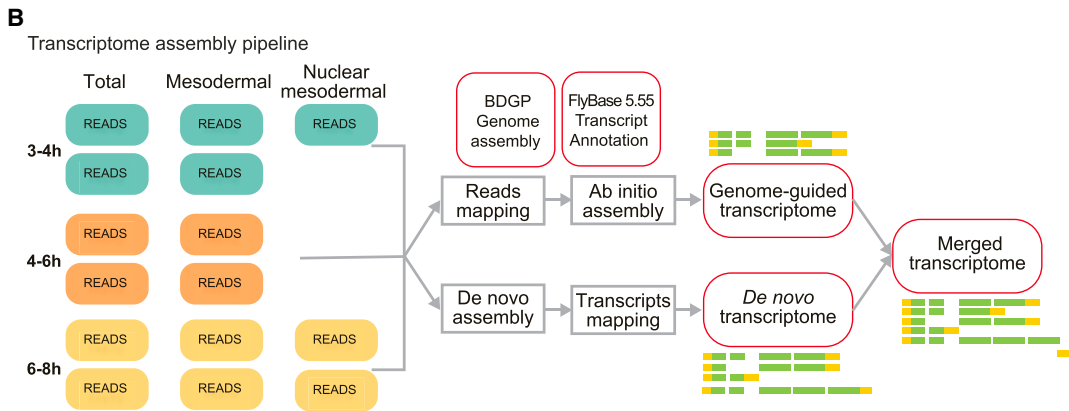 B
Transcriptome assembly pipeline
Total
Mesodermal
Nuclear
mesodermal
READS
READS
READS
3-4h
READS
READS
READS
READS
4-6h
READS
READS
READS
READS
READS
6-8h
READS
READS
READS
BDGP
Genome
assembly
FlyBase 5.55
Transcript
Annotation
Reads
mapping
Ab initio
assembly
Genome-guided
transcriptome
De novo
assembly
Transcripts
mapping
De novo
transcriptome
Merged
transcriptome